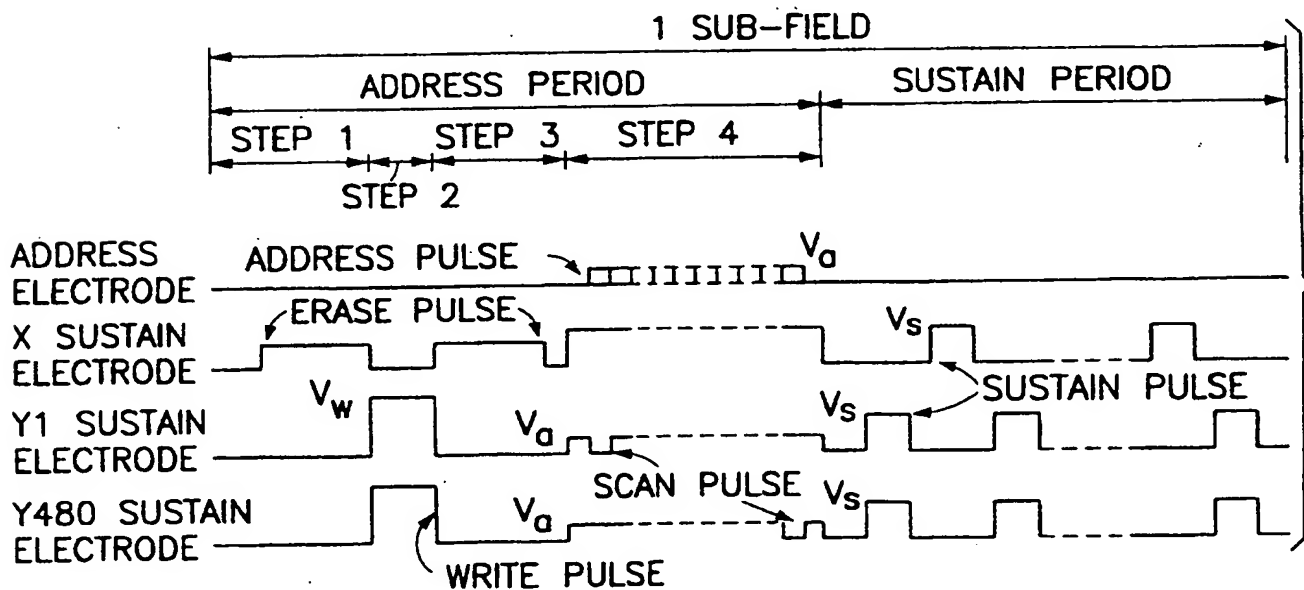 1 SUB-FIELD
ADDRESS PERIOD
SUSTAIN PERIOD
STEP 1
STEP 3
STEP 4
STEP 2
ADDRESS
ELECTRODE
ADDRESS PULSE
Va
X SUSTAIN
ELECTRODE
ERASE PULSE
Vs
SUSTAIN PULSE
Y1 SUSTAIN
ELECTRODE
Vw
Va
Vs
SCAN PULSE
Y480 SUSTAIN
ELECTRODE
Va
Vs
WRITE PULSE